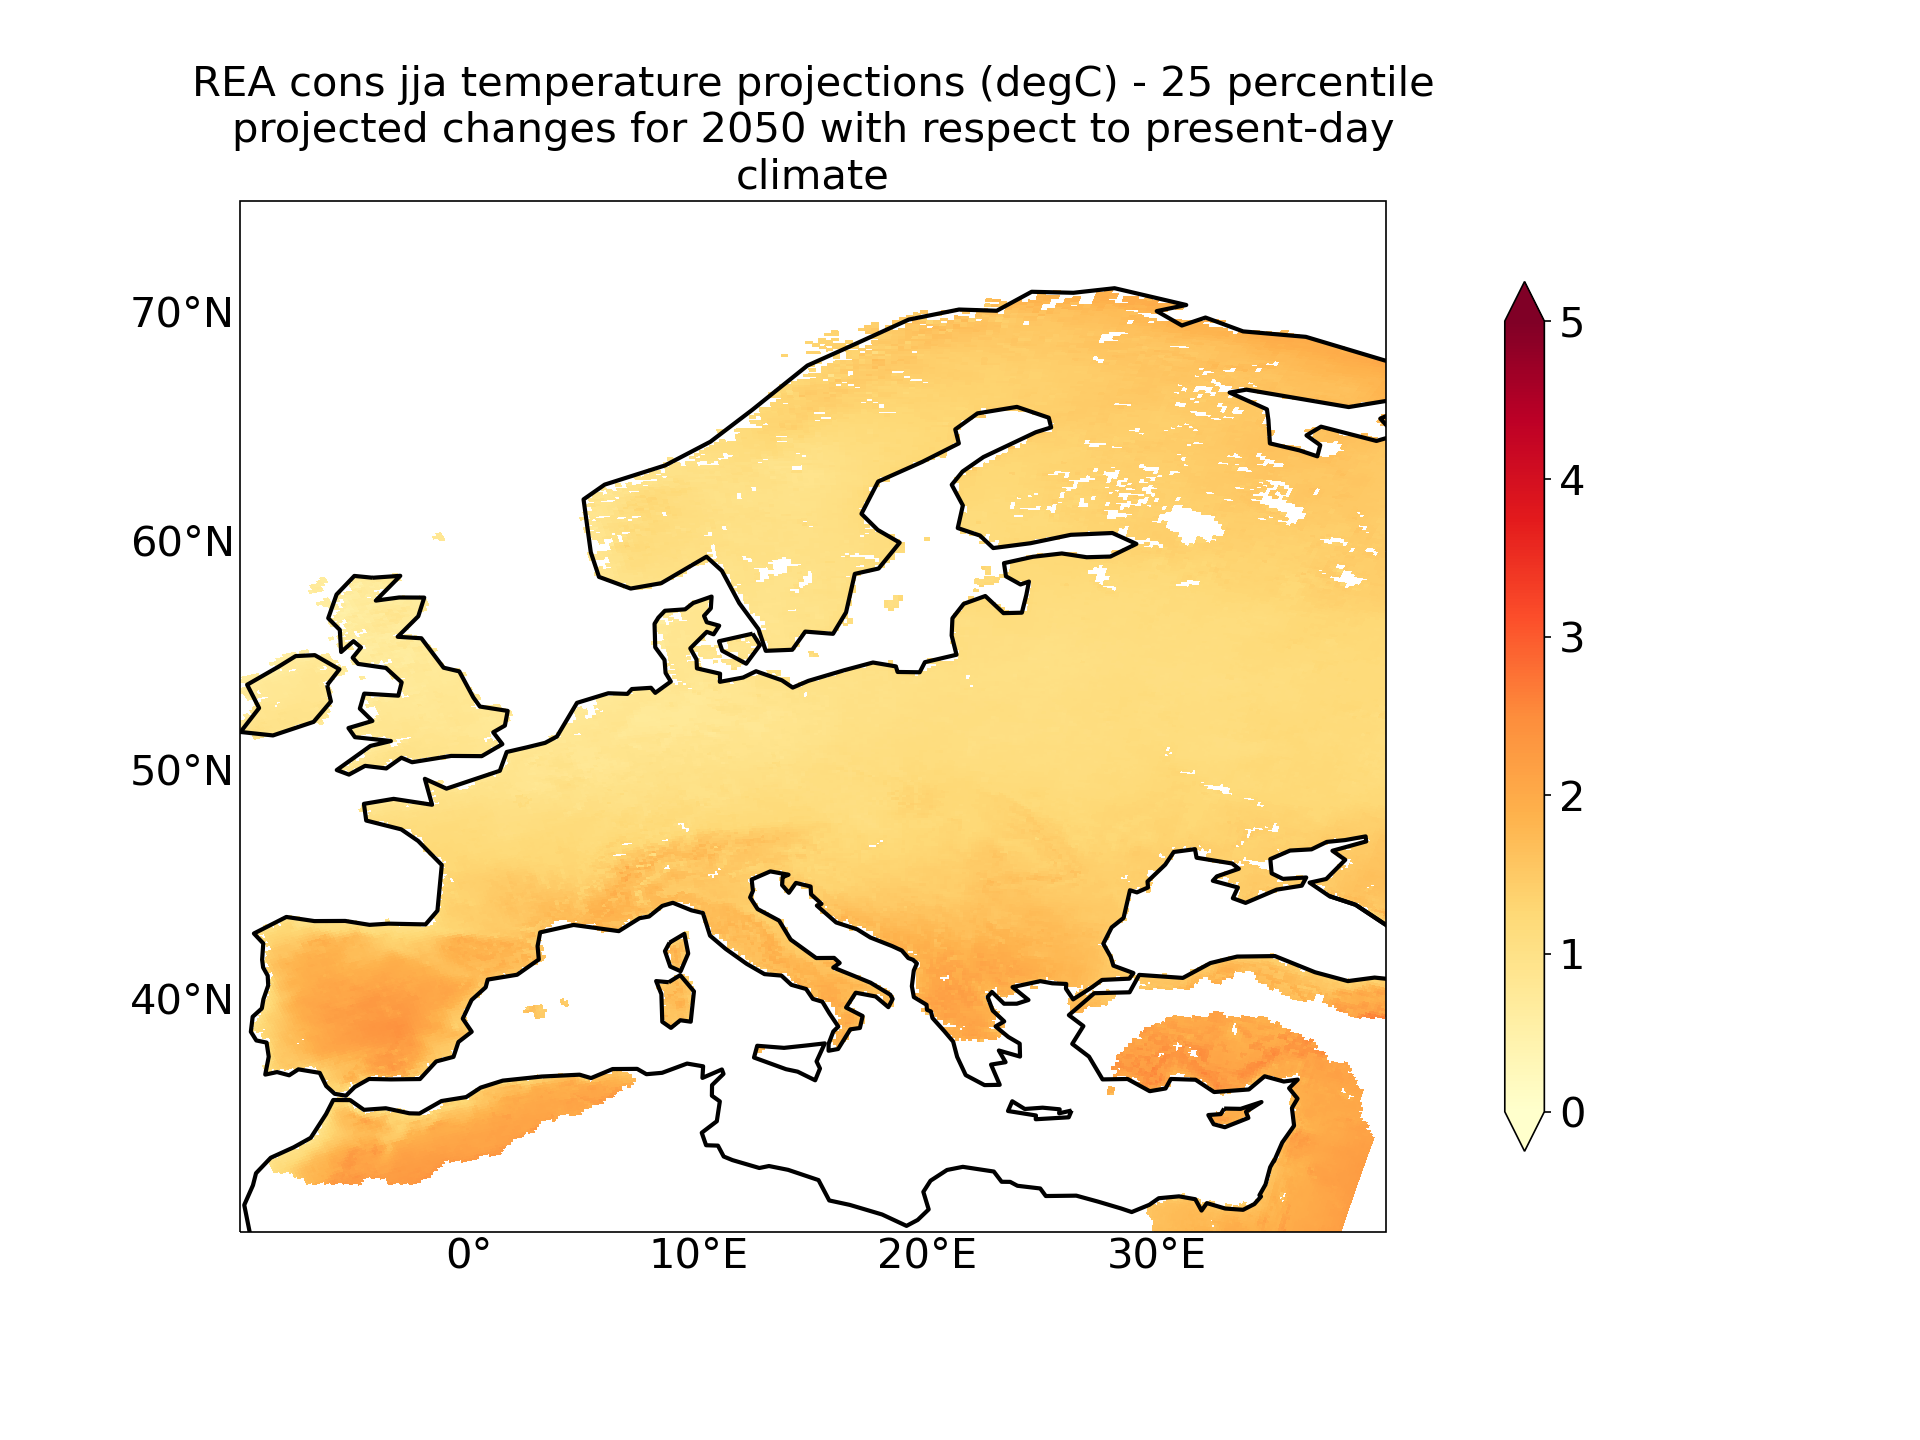 REA cons jja temperature projections (degC) - 25 percentile
projected changes for 2050 with respect to present-day
climate
70°N
60°N
50°N
40°N
0°
10°E
20°E
30°E
5
4
3
2
1
0